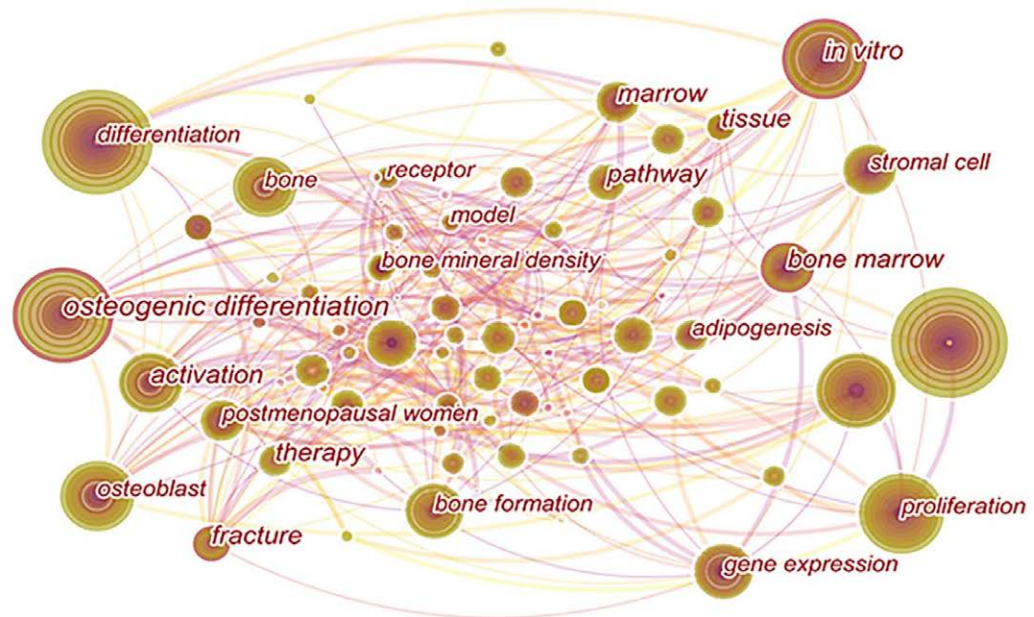 in vitro
marrow
tissue
differentiation
stromal cell
receptor
pathway
bone
model
bone mineral density
bone marrow
osteogenic differentiation
adipogenesis
activation
postmenopausal women
therapy
osteoblast
bone formation
proliferation
fracture
gene expression